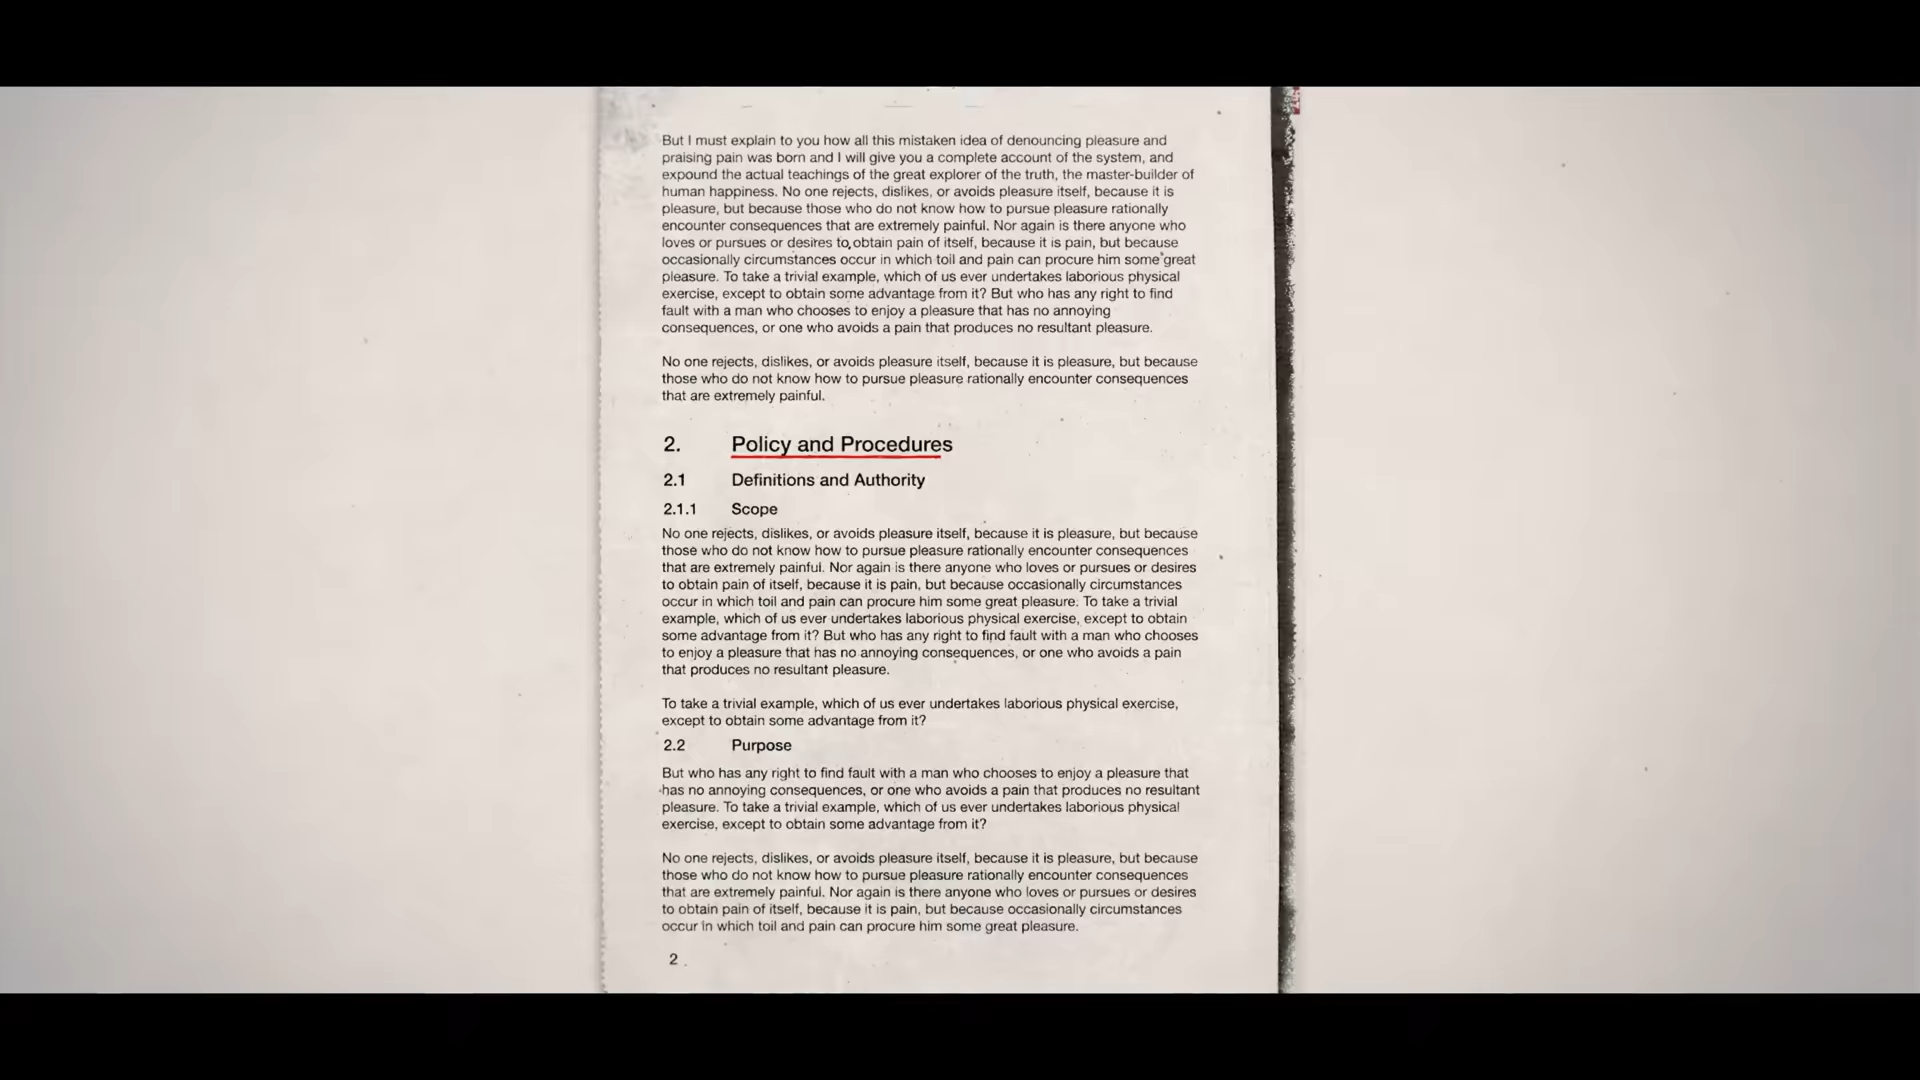 But I must explain to you how all this mistaken idea of denouncing pleasure and
praising pain was born and I will give you a complete account of the system, and
expound the actual teachings of the great explorer of the truth, the master-builder of
human happiness. No one rejects, dislikes, or avoids pleasure itself, because it is
pleasure, but because those who do not know how to pursue pleasure rationally
encounter consequences that are extremely painful. Nor again is there anyone who
loves or pursues or desires to obtain pain of itself, because it is pain, but because
occasionally circumstances occur in which toil and pain can procure him some great
pleasure. To take a trivial example, which of us ever undertakes laborious physical
exercise, except to obtain some advantage from it? But who has any right to find
fault with a man who chooses to enjoy a pleasure that has no annoying
consequences, or one who avoids a pain that produces no resultant pleasure.
No one rejects, dislikes, or avoids pleasure itself, because it is pleasure, but because
those who do not know how to pursue pleasure rationally encounter consequences
that are extremely painful.
2. Policy and Procedures
2.1 Definitions and Authority
2.1.1 Scope
No one rejects, dislikes, or avoids pleasure itself, because it is pleasure, but because
those who do not know how to pursue pleasure rationally encounter consequences
that are extremely painful. Nor again is there anyone who loves or pursues or desires
to obtain pain of itself, because it is pain, but because occasionally circumstances
occur in which toil and pain can procure him some great pleasure. To take a trivial
example, which of us ever undertakes laborious physical exercise, except to obtain
some advantage from it? But who has any right to find fault with a man who chooses
to enjoy a pleasure that has no annoying consequences, or one who avoids a pain
that produces no resultant pleasure.
To take a trivial example, which of us ever undertakes laborious physical exercise,
except to obtain some advantage from it?
2.2 Purpose
But who has any right to find fault with a man who chooses to enjoy a pleasure that
has no annoying consequences, or one who avoids a pain that produces no resultant
pleasure. To take a trivial example, which of us ever undertakes laborious physical
exercise, except to obtain some advantage from it?
No one rejects, dislikes, or avoids pleasure itself, because it is pleasure, but because
those who do not know how to pursue pleasure rationally encounter consequences
that are extremely painful. Nor again is there anyone who loves or pursues or desires
to obtain pain of itself, because it is pain, but because occasionally circumstances
occur in which toil and pain can procure him some great pleasure.
2